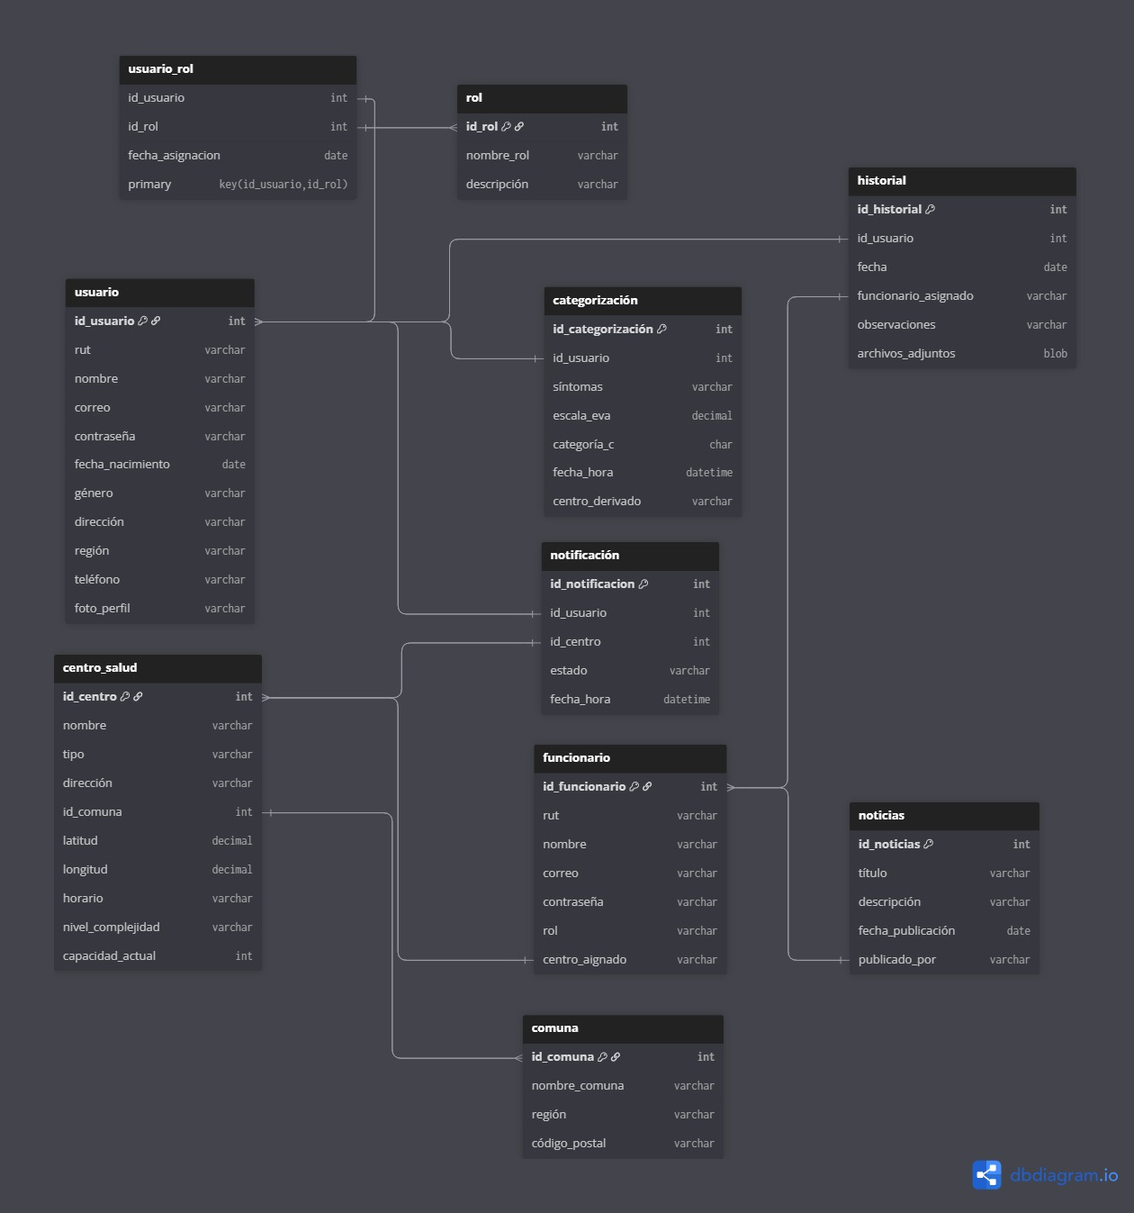 usuario_rol
id_usuario int
id_rol int
fecha_asignacion date
primary key(id_usuario,id_rol)
rol
id_rol int
nombre_rol varchar
descripción varchar
historial
id_historial int
id_usuario int
fecha date
funcionario_asignado varchar
observaciones varchar
archivos_adjuntos blob
usuario
id_usuario int
rut varchar
nombre varchar
correo varchar
contraseña varchar
fecha_nacimiento date
género varchar
dirección varchar
región varchar
teléfono varchar
foto_perfil varchar
categorización
id_categorización int
id_usuario int
síntomas varchar
escala_eva decimal
categoría_c char
fecha_hora datetime
centro_derivado varchar
notificación
id_notificacion int
id_usuario int
id_centro int
estado varchar
fecha_hora datetime
centro_salud
id_centro int
nombre varchar
tipo varchar
dirección varchar
id_comuna int
latitud decimal
longitud decimal
horario varchar
nivel_complejidad varchar
capacidad_actual int
funcionario
id_funcionario int
rut varchar
nombre varchar
correo varchar
contraseña varchar
rol varchar
centro_aignado varchar
noticias
id_noticias int
título varchar
descripción varchar
fecha_publicación date
publicado_por varchar
comuna
id_comuna int
nombre_comuna varchar
región varchar
código_postal varchar
dbdiagram.io